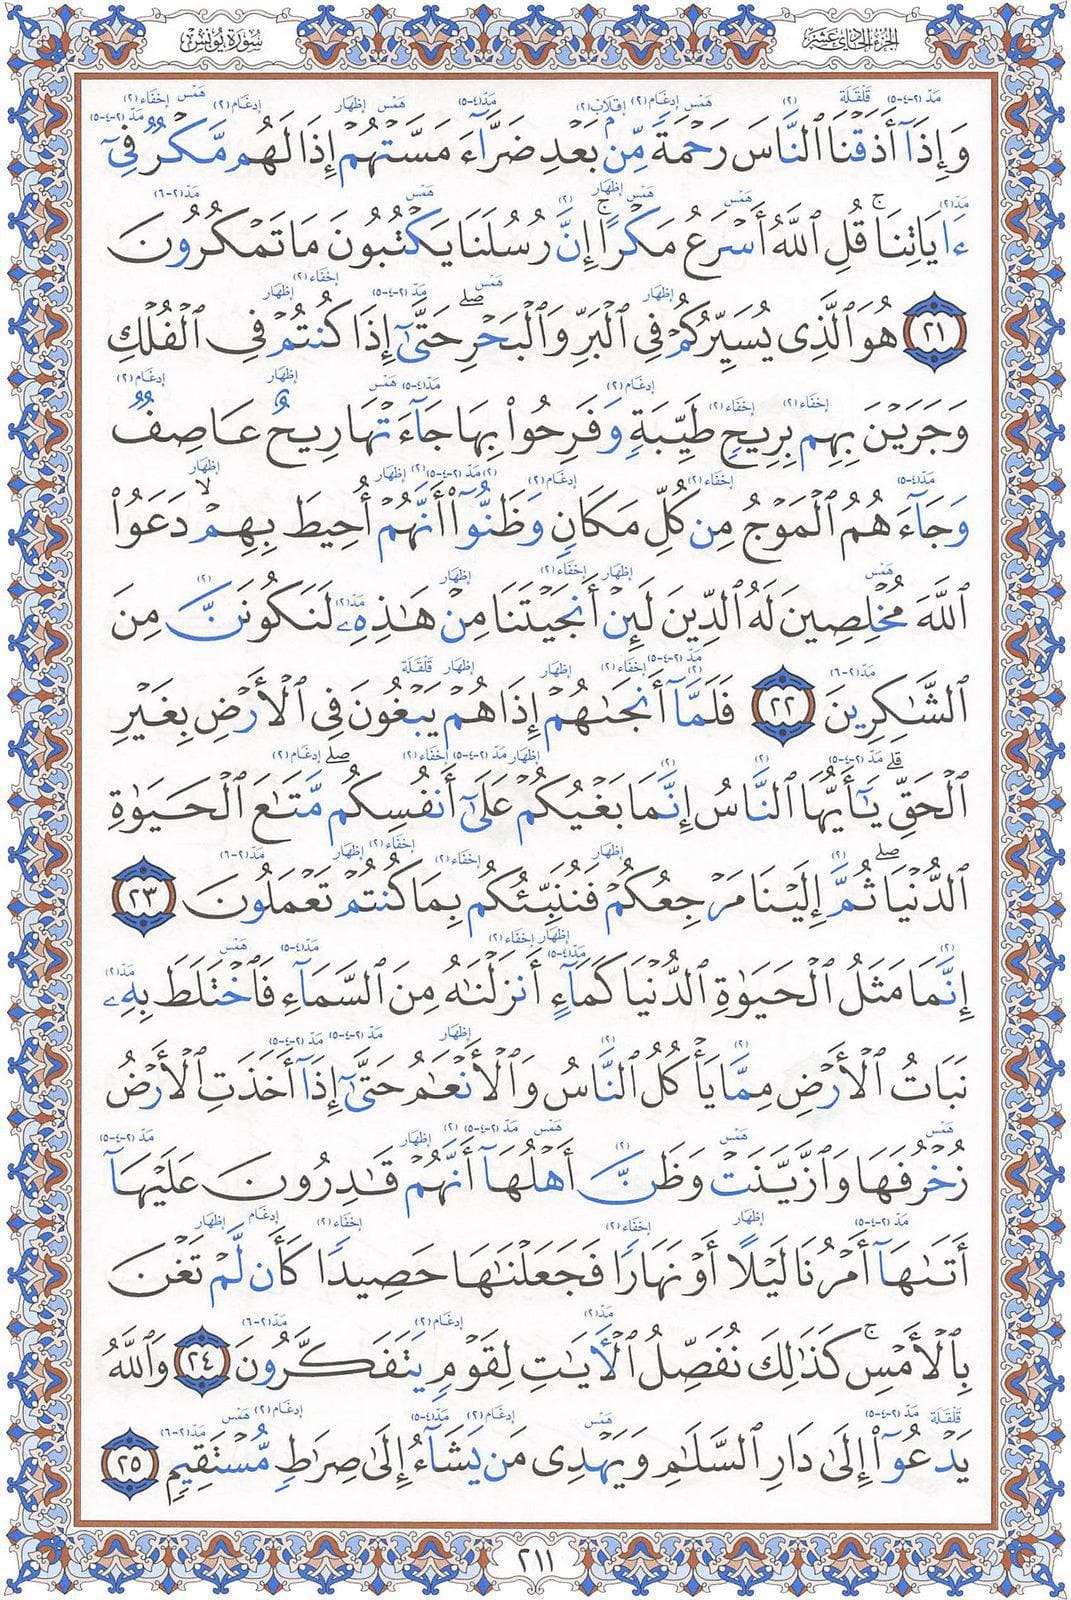 الجزء الحادي عشر
سورة يونس
وَإِذَآ أَذَقْنَا ٱلنَّاسَ رَحْمَةً مِّنۢ بَعْدِ ضَرَّآءَ مَسَّتْهُمْ إِذَا لَهُم مَّكْرٌ فِىٓ
ءَايَاتِنَا ۚ قُلِ ٱللَّهُ أَسْرَعُ مَكْرًا ۚ إِنَّ رُسُلَنَا يَكْتُبُونَ مَا تَمْكُرُونَ
٢١ هُوَ ٱلَّذِى يُسَيِّرُكُمْ فِى ٱلْبَرِّ وَٱلْبَحْرِ ۖ حَتَّىٰٓ إِذَا كُنتُمْ فِى ٱلْفُلْكِ
وَجَرَيْنَ بِهِم بِرِيحٍ طَيِّبَةٍ وَفَرِحُوا۟ بِهَا جَآءَتْهَا رِيحٌ عَاصِفٌ
وَجَآءَهُمُ ٱلْمَوْجُ مِن كُلِّ مَكَانٍ وَظَنُّوٓا۟ أَنَّهُمْ أُحِيطَ بِهِمْ ۙ دَعَوُا۟
ٱللَّهَ مُخْلِصِينَ لَهُ ٱلدِّينَ لَئِنْ أَنجَيْتَنَا مِنْ هَـٰذِهِۦ لَنَكُونَنَّ مِنَ
ٱلشَّـٰكِرِينَ ٢٢ فَلَمَّآ أَنجَىٰهُمْ إِذَا هُمْ يَبْغُونَ فِى ٱلْأَرْضِ بِغَيْرِ
ٱلْحَقِّ ۗ يَـٰٓأَيُّهَا ٱلنَّاسُ إِنَّمَا بَغْيُكُمْ عَلَىٰٓ أَنفُسِكُم ۖ مَّتَـٰعَ ٱلْحَيَوٰةِ
ٱلدُّنْيَا ۖ ثُمَّ إِلَيْنَا مَرْجِعُكُمْ فَنُنَبِّئُكُم بِمَا كُنتُمْ تَعْمَلُونَ ٢٣
إِنَّمَا مَثَلُ ٱلْحَيَوٰةِ ٱلدُّنْيَا كَمَآءٍ أَنزَلْنَـٰهُ مِنَ ٱلسَّمَآءِ فَٱخْتَلَطَ بِهِۦ
نَبَاتُ ٱلْأَرْضِ مِمَّا يَأْكُلُ ٱلنَّاسُ وَٱلْأَنْعَـٰمُ حَتَّىٰٓ إِذَآ أَخَذَتِ ٱلْأَرْضُ
زُخْرُفَهَا وَٱزَّيَّنَتْ وَظَنَّ أَهْلُهَآ أَنَّهُمْ قَـٰدِرُونَ عَلَيْهَآ
أَتَىٰهَآ أَمْرُنَا لَيْلًا أَوْ نَهَارًا فَجَعَلْنَـٰهَا حَصِيدًا كَأَن لَّمْ تَغْنَ
بِٱلْأَمْسِ ۚ كَذَٰلِكَ نُفَصِّلُ ٱلْأَيَـٰتِ لِقَوْمٍ يَتَفَكَّرُونَ ٢٤ وَٱللَّهُ
يَدْعُوٓا۟ إِلَىٰ دَارِ ٱلسَّلَـٰمِ وَيَهْدِى مَن يَشَآءُ إِلَىٰ صِرَٰطٍ مُّسْتَقِيمٍ ٢٥
٢١١